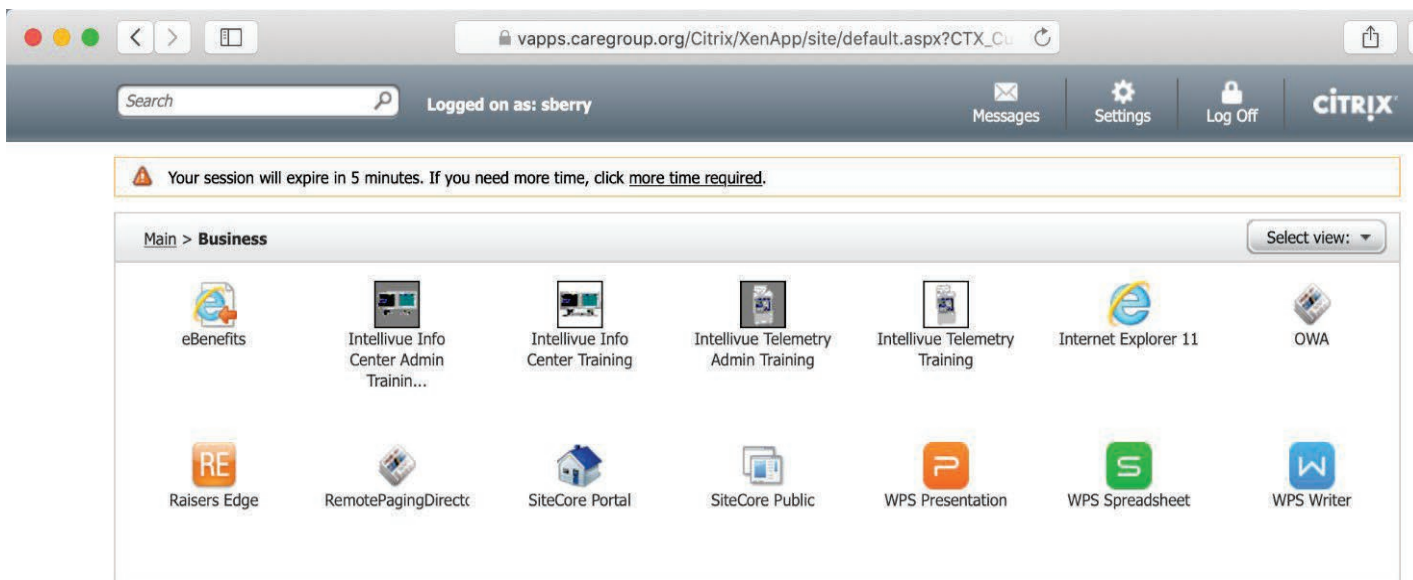 vapps.caregroup.org/Citrix/XenApp/site/default.aspx?CTX_Cu
Search
Logged on as: sberry
Messages
Settings
Log Off
CİTRIX
Your session will expire in 5 minutes. If you need more time, click more time required.
Main > Business
Select view:
eBenefits
Intellivue Info
Center Admin
Trainin...
Intellivue Info
Center Training
Intellivue Telemetry
Admin Training
Intellivue Telemetry
Training
Internet Explorer 11
OWA
RE
Raisers Edge
RemotePagingDirectc
SiteCore Portal
SiteCore Public
P
WPS Presentation
S
WPS Spreadsheet
W
WPS Writer